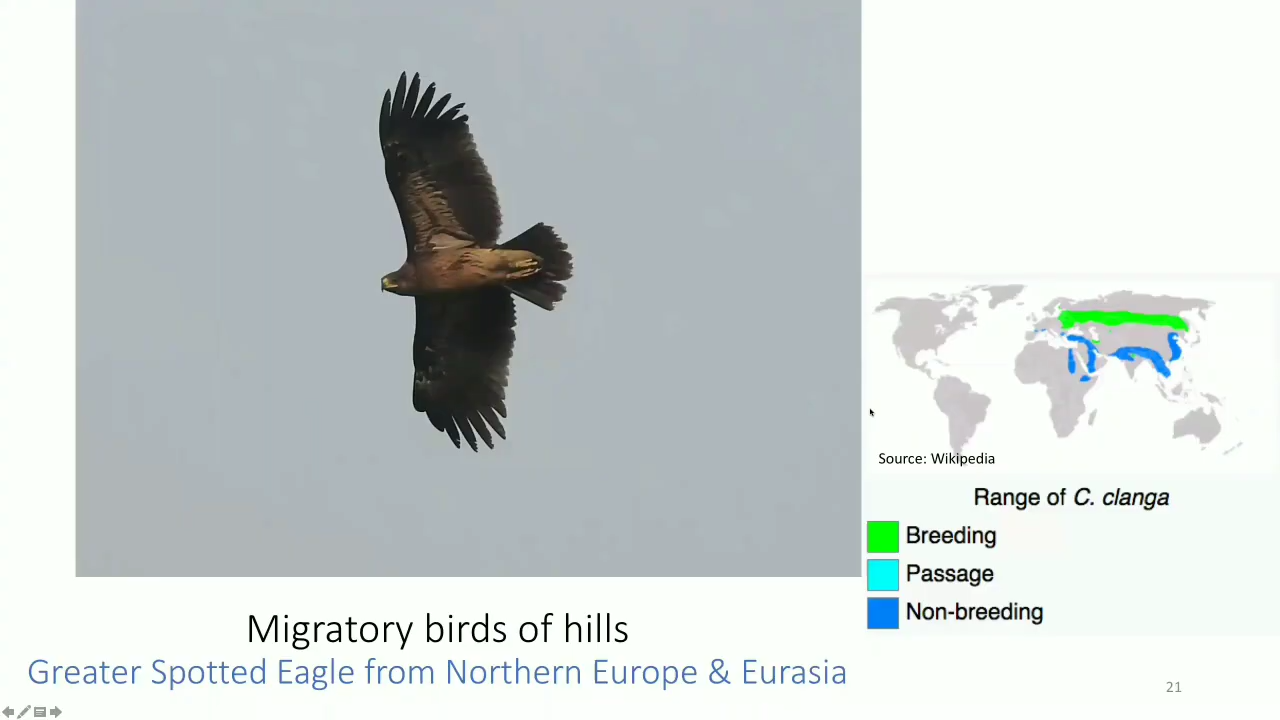 Source: Wikipedia
Range of C. clanga
Breeding
Passage
Non-breeding
Migratory birds of hills
Greater Spotted Eagle from Northern Europe & Eurasia
21